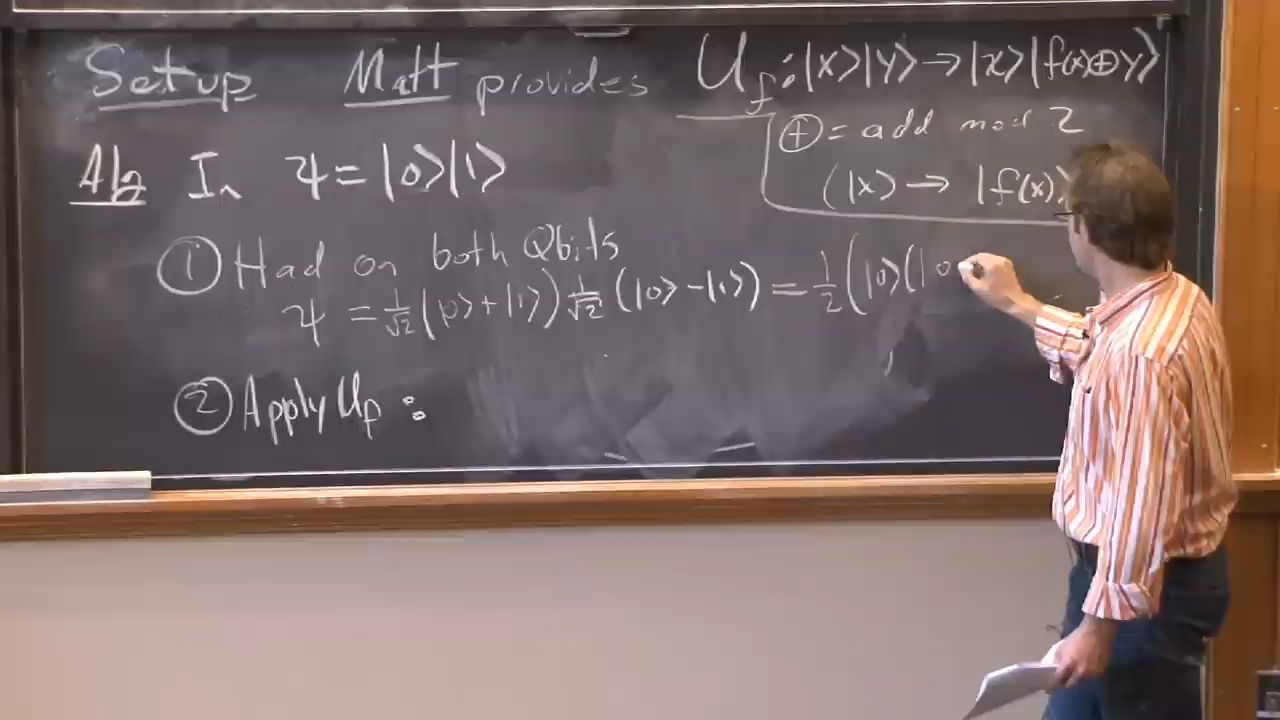 Setup Matt provides U_f: |x>|y> → |x>|f(x)⊕y>
⊕ = add mod 2
(|x> → |f(x)>
Alg In ψ = |0>|1>
① Had on both Qbits
ψ = 1/√2 (|0> + |1>) 1/√2 (|0> - |1>) = 1/2 (|0>(|0
② Apply U_f :